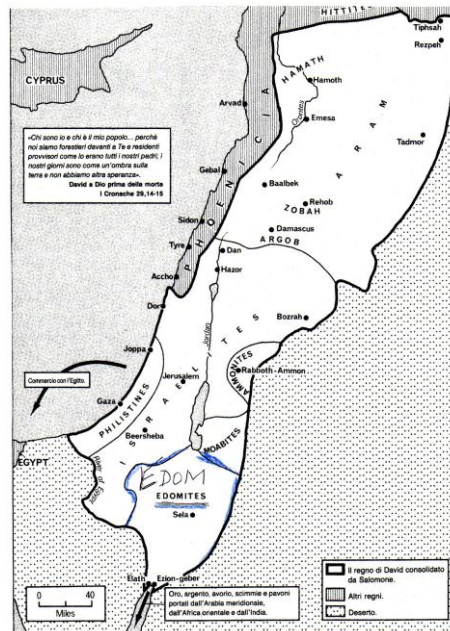 HITTITES
Tiphsah
Rezpeh
CYPRUS
HAMATH
Hamoth
Arvad
Orontes
Emesa
«Chi sono io e chi è il mio popolo... perché
noi siamo forestieri davanti a Te e residenti
provvisori come lo erano tutti i nostri padri; i
nostri giorni sono come un'ombra sulla
terra e non abbiamo altra speranza».
David a Dio prima della morte
I Cronache 29,14-15
PHOENICIA
ARAM
Tadmor
Gebal
Baalbek
Rehob
ZOBAH
Sidon
Damascus
Tyre
ARGOB
Dan
Accho
Hazor
Dor
Bozrah
Jordan
Joppa
ISRAELITES
AMMONITES
Rabboth-Ammon
Commercio con l'Egitto.
Jerusalem
Gaza
PHILISTINES
Beersheba
MOABITES
EGYPT
River of Egypt
EDOM
EDOMITES
Sela
Elath
Ezion-geber
0 40
Miles
Oro, argento, avorio, scimmie e pavoni
portati dall'Arabia meridionale,
dall'Africa orientale e dall'India.
Il regno di David consolidato
da Salomone.
Altri regni.
Deserto.